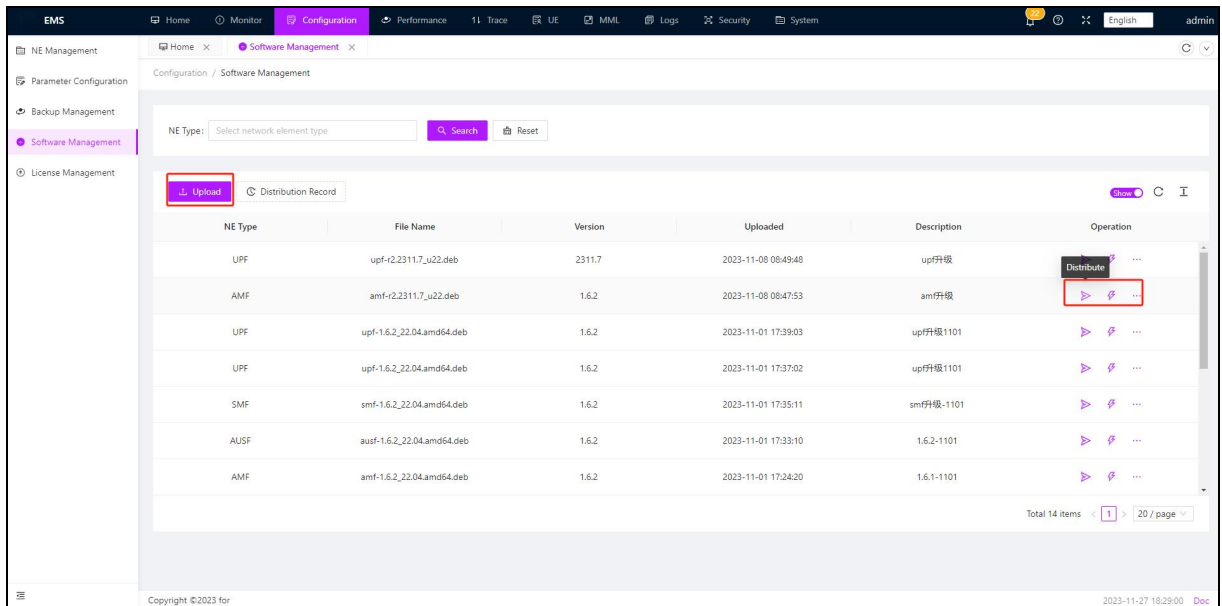 EMS Home Monitor Configuration Performance Trace UE MML Logs Security System 22 English admin
NE Management Home Software Management
Parameter Configuration Configuration / Software Management
Backup Management
Software Management NE Type: Select network element type Search Reset
License Management
Upload Distribution Record Show
NE Type File Name Version Uploaded Description Operation
UPF upf-r2.2311.7_u22.deb 2311.7 2023-11-08 08:49:48 upf升级 ...
Distribute
AMF amf-r2.2311.7_u22.deb 1.6.2 2023-11-08 08:47:53 amf升级 ...
UPF upf-1.6.2_22.04.amd64.deb 1.6.2 2023-11-01 17:39:03 upf升级1101 ...
UPF upf-1.6.2_22.04.amd64.deb 1.6.2 2023-11-01 17:37:02 upf升级1101 ...
SMF smf-1.6.2_22.04.amd64.deb 1.6.2 2023-11-01 17:35:11 smf升级-1101 ...
AUSF ausf-1.6.2_22.04.amd64.deb 1.6.2 2023-11-01 17:33:10 1.6.2-1101 ...
AMF amf-1.6.2_22.04.amd64.deb 1.6.2 2023-11-01 17:24:20 1.6.1-1101 ...
Total 14 items < 1 > 20 / page
Copyright ©2023 for 2023-11-27 18:29:00 Doc